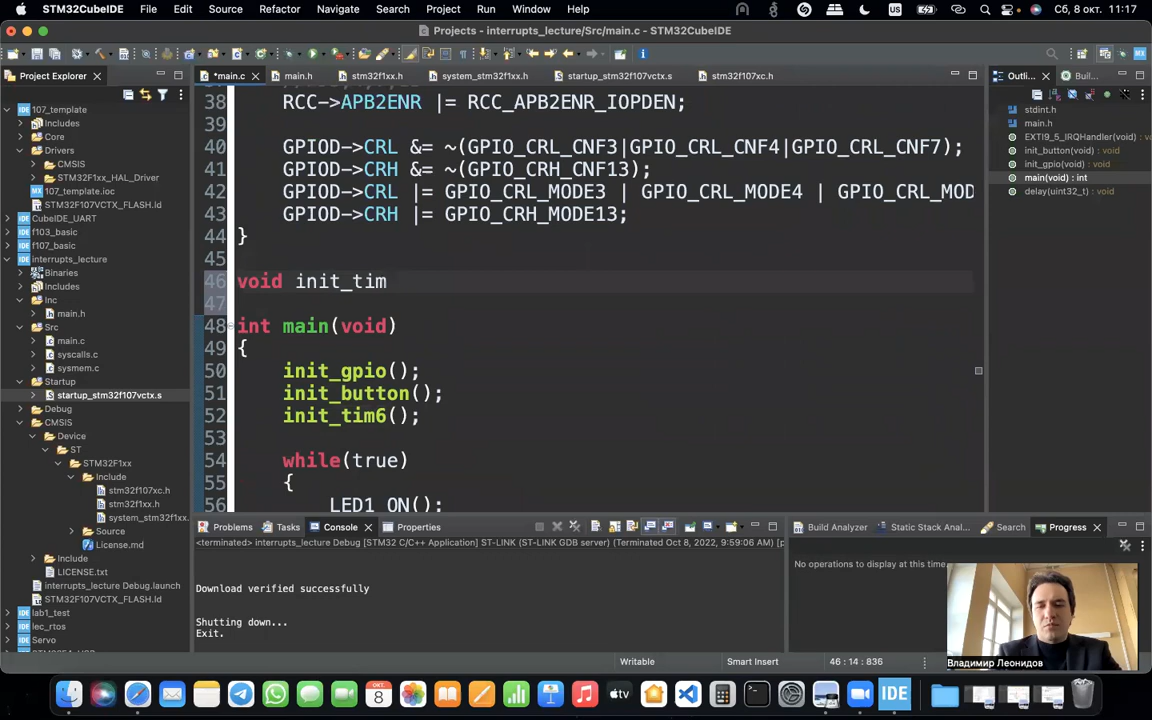 STM32CubeIDE File Edit Source Refactor Navigate Search Project Run Window Help US Сб, 8 окт. 11:17
Projects - interrupts_lecture/Src/main.c - STM32CubeIDE
Project Explorer
107_template
Includes
Core
Drivers
CMSIS
STM32F1xx_HAL_Driver
107_template.ioc
STM32F107VCTX_FLASH.ld
CubeIDE_UART
f103_basic
f107_basic
interrupts_lecture
Binaries
Includes
Inc
main.h
Src
main.c
syscalls.c
sysmem.c
Startup
startup_stm32f107vctx.s
Debug
CMSIS
Device
ST
STM32F1xx
Include
stm32f107xc.h
stm32f1xx.h
system_stm32f1xx.
Source
License.md
Include
LICENSE.txt
interrupts_lecture Debug.launch
STM32F107VCTX_FLASH.ld
lab1_test
lec_rtos
Servo
*main.c main.h stm32f1xx.h system_stm32f1xx.h startup_stm32f107vctx.s stm32f107xc.h
38 RCC->APB2ENR |= RCC_APB2ENR_IOPDEN;
39
40 GPIOD->CRL &= ~(GPIO_CRL_CNF3|GPIO_CRL_CNF4|GPIO_CRL_CNF7);
41 GPIOD->CRH &= ~(GPIO_CRH_CNF13);
42 GPIOD->CRL |= GPIO_CRL_MODE3 | GPIO_CRL_MODE4 | GPIO_CRL_MOD
43 GPIOD->CRH |= GPIO_CRH_MODE13;
44 }
45
46 void init_tim
47
48 int main(void)
49 {
50 init_gpio();
51 init_button();
52 init_tim6();
53
54 while(true)
55 {
56 LED1_ON();
Outli... Buil...
stdint.h
main.h
EXTI9_5_IRQHandler(void)
init_button(void) : void
init_gpio(void) : void
main(void) : int
delay(uint32_t) : void
Problems Tasks Console Properties
<terminated> interrupts_lecture Debug [STM32 C/C++ Application] ST-LINK (ST-LINK GDB server) (Terminated Oct 8, 2022, 9:59:06 AM) [p
Download verified successfully
Shutting down...
Exit.
Build Analyzer Static Stack Anal... Search Progress
No operations to display at this time.
Владимир Леонидов
Writable Smart Insert 46 : 14 : 836
ОКТ.
8
tv
IDE